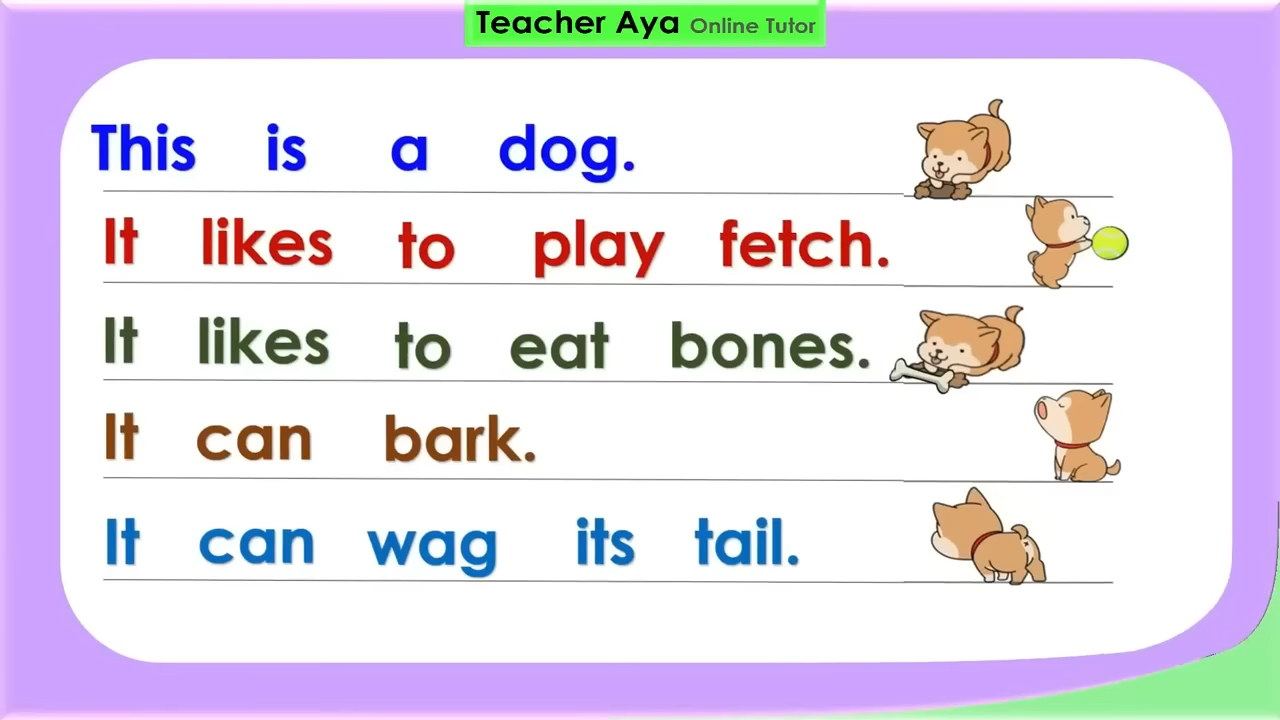 Teacher Aya Online Tutor
This is a dog.
It likes to play fetch.
It likes to eat bones.
It can bark.
It can wag its tail.